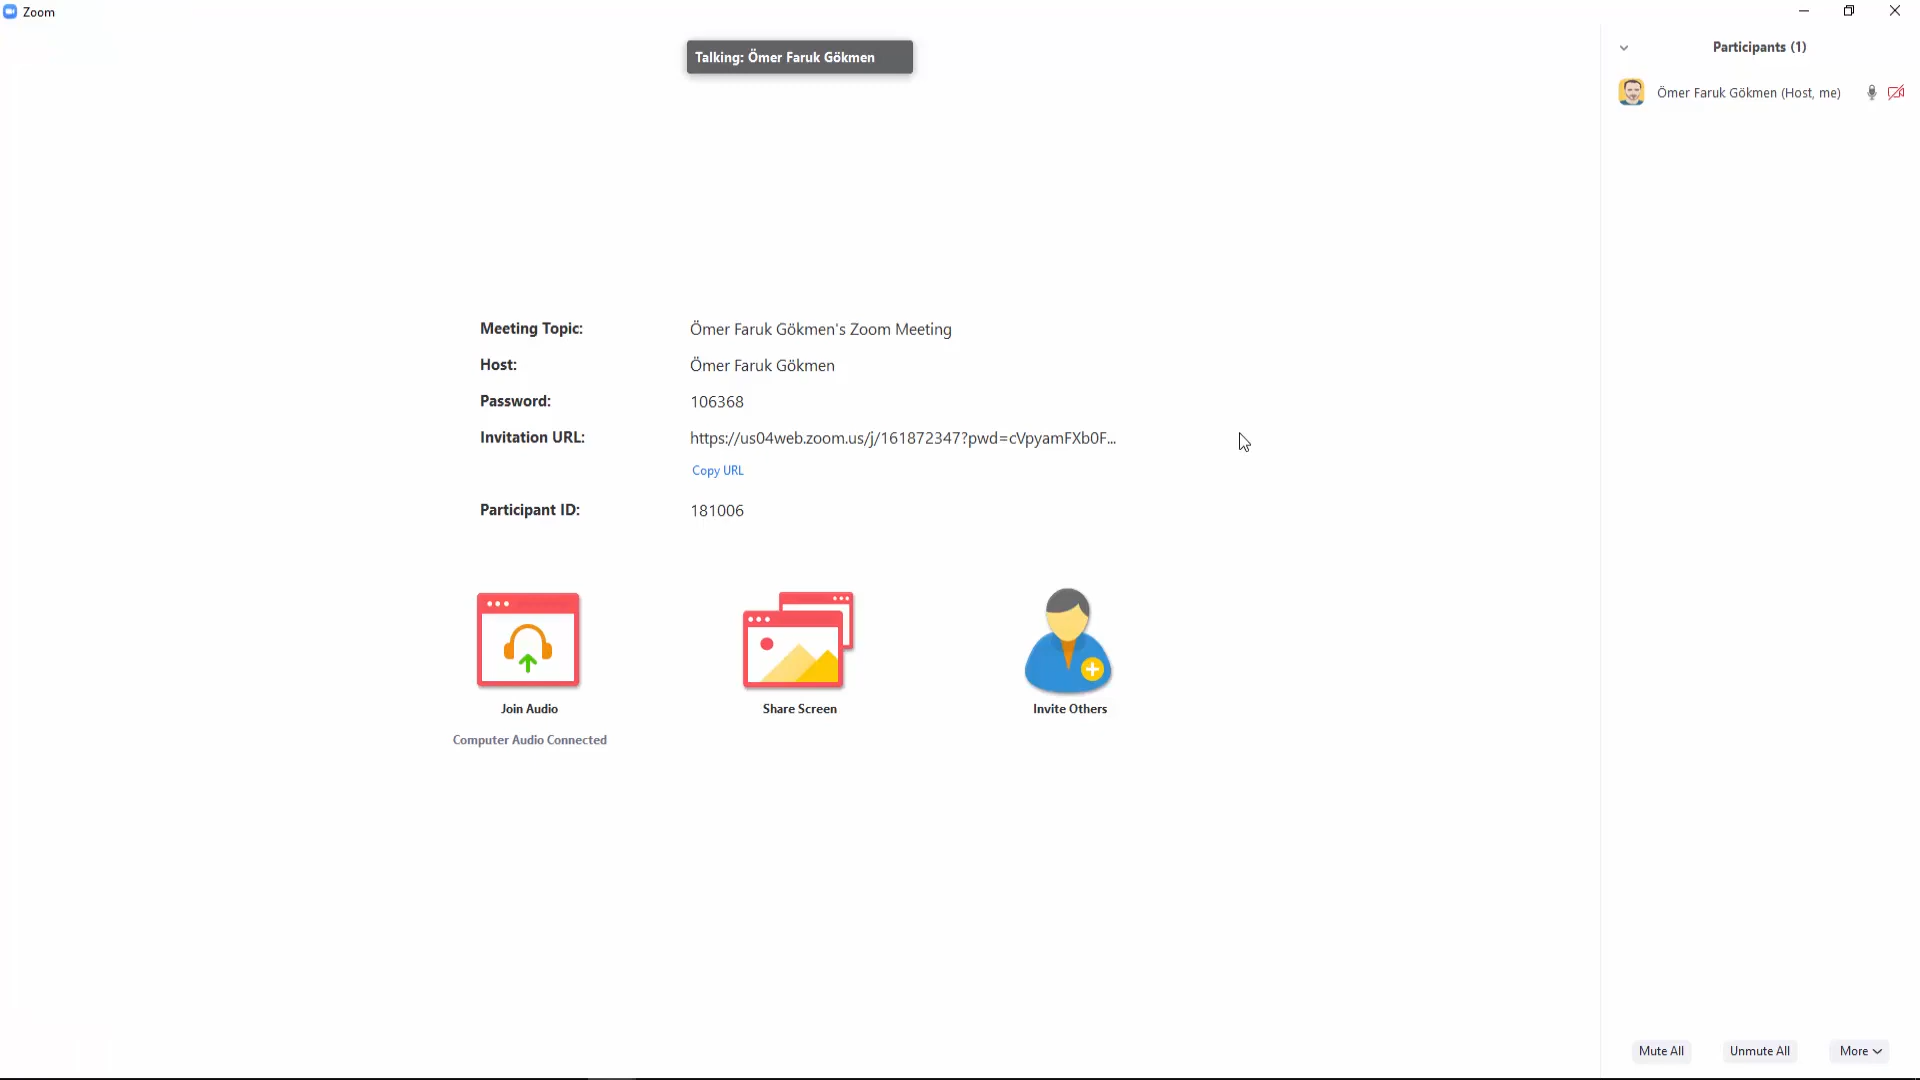 Zoom
Talking: Ömer Faruk Gökmen
Participants (1)
Ömer Faruk Gökmen (Host, me)
Meeting Topic: Ömer Faruk Gökmen's Zoom Meeting
Host: Ömer Faruk Gökmen
Password: 106368
Invitation URL: https://us04web.zoom.us/j/161872347?pwd=cVpyamFXb0F...
Copy URL
Participant ID: 181006
Join Audio
Share Screen
Invite Others
Computer Audio Connected
Mute All
Unmute All
More